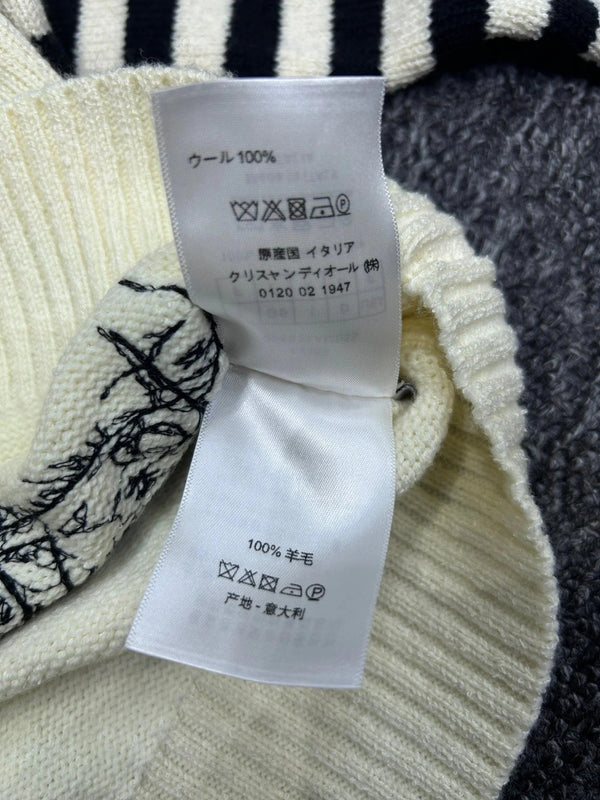 ウール 100%
原産国 イタリア
クリスチャンディオール ㈱
0120 02 1947
100% 羊毛
产地 - 意大利